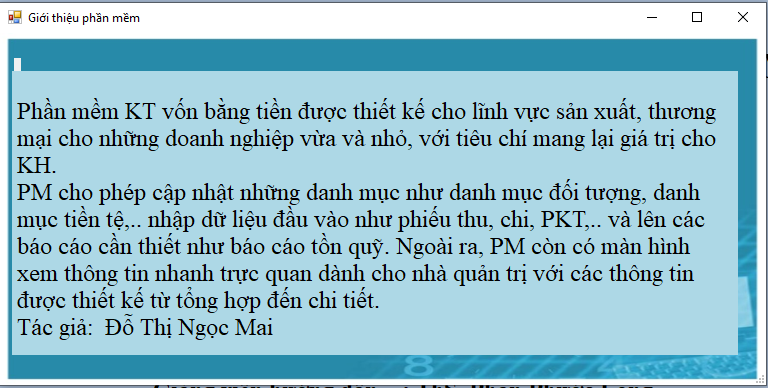 Giới thiệu phần mềm
Phần mềm KT vốn bằng tiền được thiết kế cho lĩnh vực sản xuất, thương
mại cho những doanh nghiệp vừa và nhỏ, với tiêu chí mang lại giá trị cho
KH.
PM cho phép cập nhật những danh mục như danh mục đối tượng, danh
mục tiền tệ,.. nhập dữ liệu đầu vào như phiếu thu, chi, PKT,.. và lên các
báo cáo cần thiết như báo cáo tồn quỹ. Ngoài ra, PM còn có màn hình
xem thông tin nhanh trực quan dành cho nhà quản trị với các thông tin
được thiết kế từ tổng hợp đến chi tiết.
Tác giả:  Đỗ Thị Ngọc Mai
8